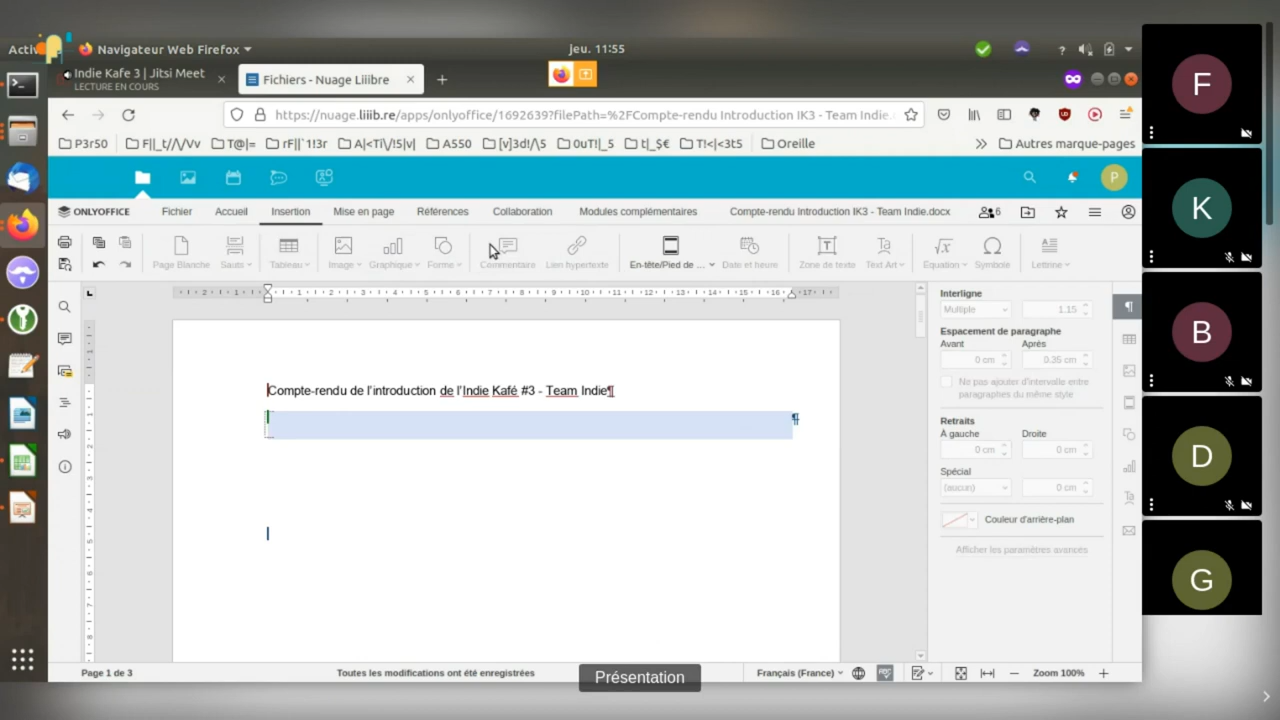 Activ
Navigateur Web Firefox
jeu. 11:55
Indie Kafe 3 | Jitsi Meet
LECTURE EN COURS
Fichiers - Nuage Lliibre
https://nuage.liiib.re/apps/onlyoffice/1692639?filePath=%2FCompte-rendu Introduction IK3 - Team Indie.
P3r50
F||_t//\/Vv
T@|=
rF||`1!3r
A|<Ti\/!5|v|
A550
[v]3d!/\5
0uT!|_5
t|_$€
T!<|<3t5
Oreille
Autres marque-pages
P
ONLYOFFICE
Fichier
Accueil
Insertion
Mise en page
Références
Collaboration
Modules complémentaires
Compte-rendu Introduction IK3 - Team Indie.docx
6
Page Blanche
Sauts
Tableau
Image
Graphique
Forme
Commentaire
Lien hypertexte
En-tête/Pied de ...
Date et heure
Zone de texte
Text Art
Equation
Symbole
Lettrine
Compte-rendu de l'introduction de l'Indie Kafé #3 - Team Indie¶
¶
Interligne
Multiple
1.15
Espacement de paragraphe
Avant
Après
0 cm
0.35 cm
Ne pas ajouter d'intervalle entre
paragraphes du même style
Retraits
À gauche
Droite
0 cm
0 cm
Spécial
(aucun)
0 cm
Couleur d'arrière-plan
Afficher les paramètres avancés
Page 1 de 3
Toutes les modifications ont été enregistrées
Français (France)
Zoom 100%
Présentation
F
K
B
D
G